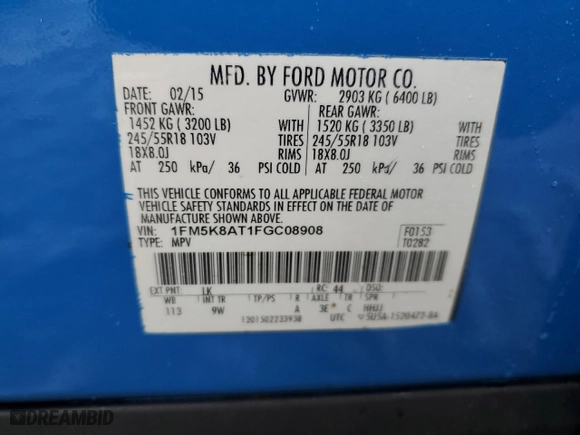 MFD. BY FORD MOTOR CO.
DATE: 02/15 GVWR: 2903 KG ( 6400 LB)
FRONT GAWR: REAR GAWR:
1452 KG ( 3200 LB) WITH 1520 KG ( 3350 LB) WITH
245/55R18 103V TIRES 245/55R18 103V TIRES
18X8.0J RIMS 18X8.0J RIMS
AT 250 kPa/ 36 PSI COLD AT 250 kPa/ 36 PSI COLD
THIS VEHICLE CONFORMS TO ALL APPLICABLE FEDERAL MOTOR
VEHICLE SAFETY STANDARDS IN EFFECT ON THE DATE OF
MANUFACTURE SHOWN ABOVE.
VIN: 1FM5K8AT1FGC08908 F0153
TYPE: MPV T0282
EXT PNT: LK RC: 44 DSO:
WB INT TR TP/PS R AXLE TR SPR
113 9W A 3E C HHJJ
1201502233938 UTC
DREAMBID